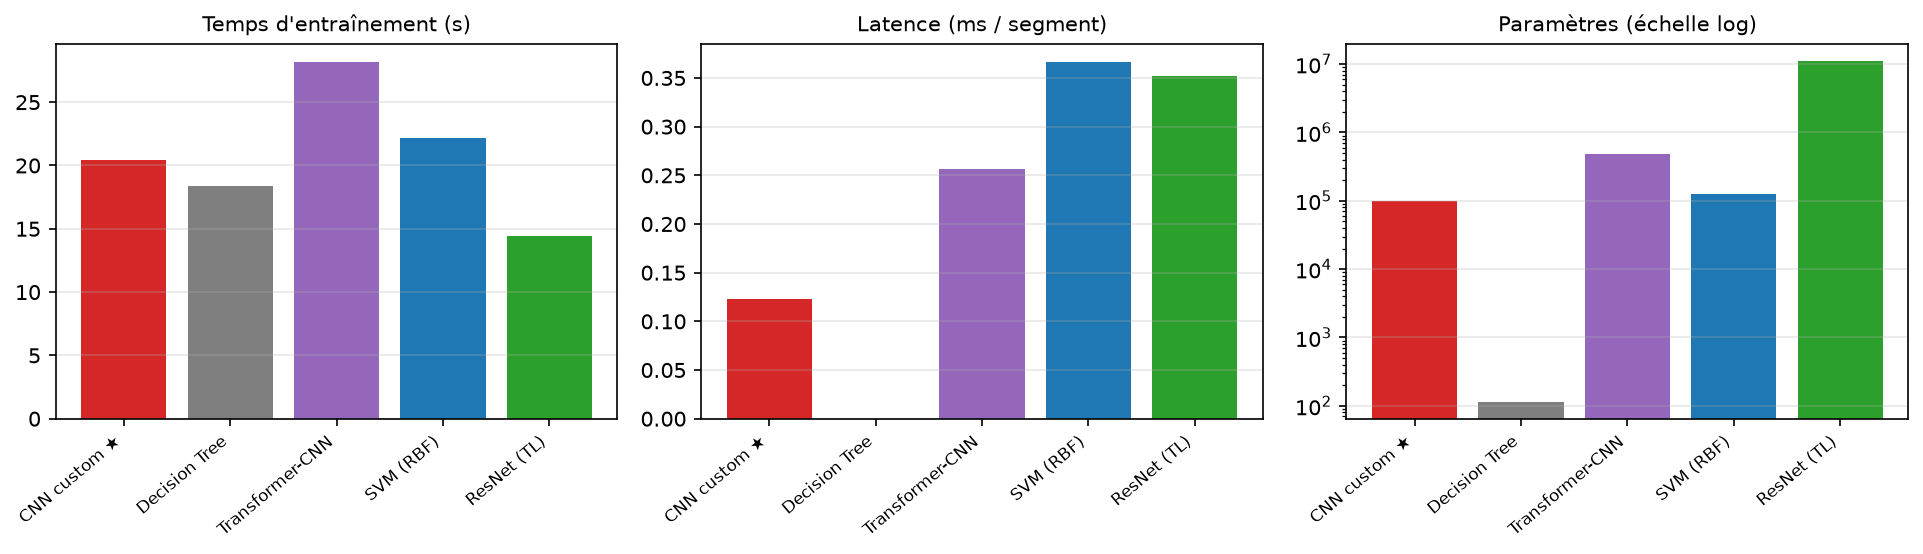 Temps d'entraînement (s)
25
20
15
10
5
0
CNN custom ★
Decision Tree
Transformer-CNN
SVM (RBF)
ResNet (TL)
Latence (ms / segment)
0.35
0.30
0.25
0.20
0.15
0.10
0.05
0.00
CNN custom ★
Decision Tree
Transformer-CNN
SVM (RBF)
ResNet (TL)
Paramètres (échelle log)
10⁷
10⁶
10⁵
10⁴
10³
10²
CNN custom ★
Decision Tree
Transformer-CNN
SVM (RBF)
ResNet (TL)